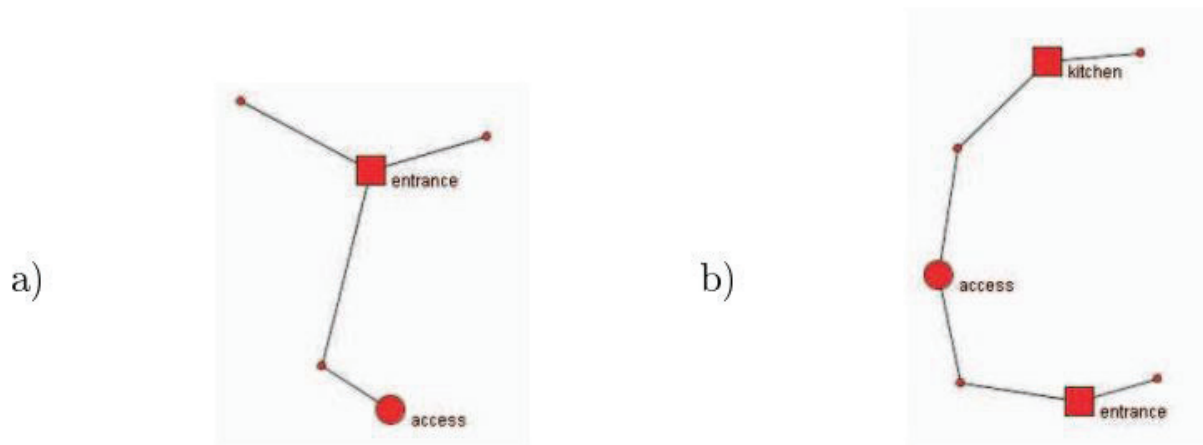 a)
entrance
access
b)
kitchen
access
entrance